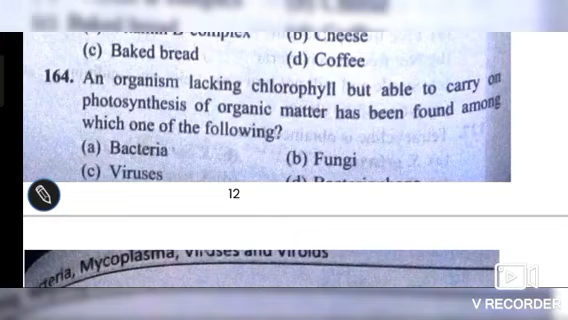 complex (b) Cheese
(c) Baked bread (d) Coffee
164. An organism lacking chlorophyll but able to carry on
photosynthesis of organic matter has been found among
which one of the following?
(a) Bacteria (b) Fungi
(c) Viruses
12
Mycoplasma, Viruses and Viroids
V RECORDER